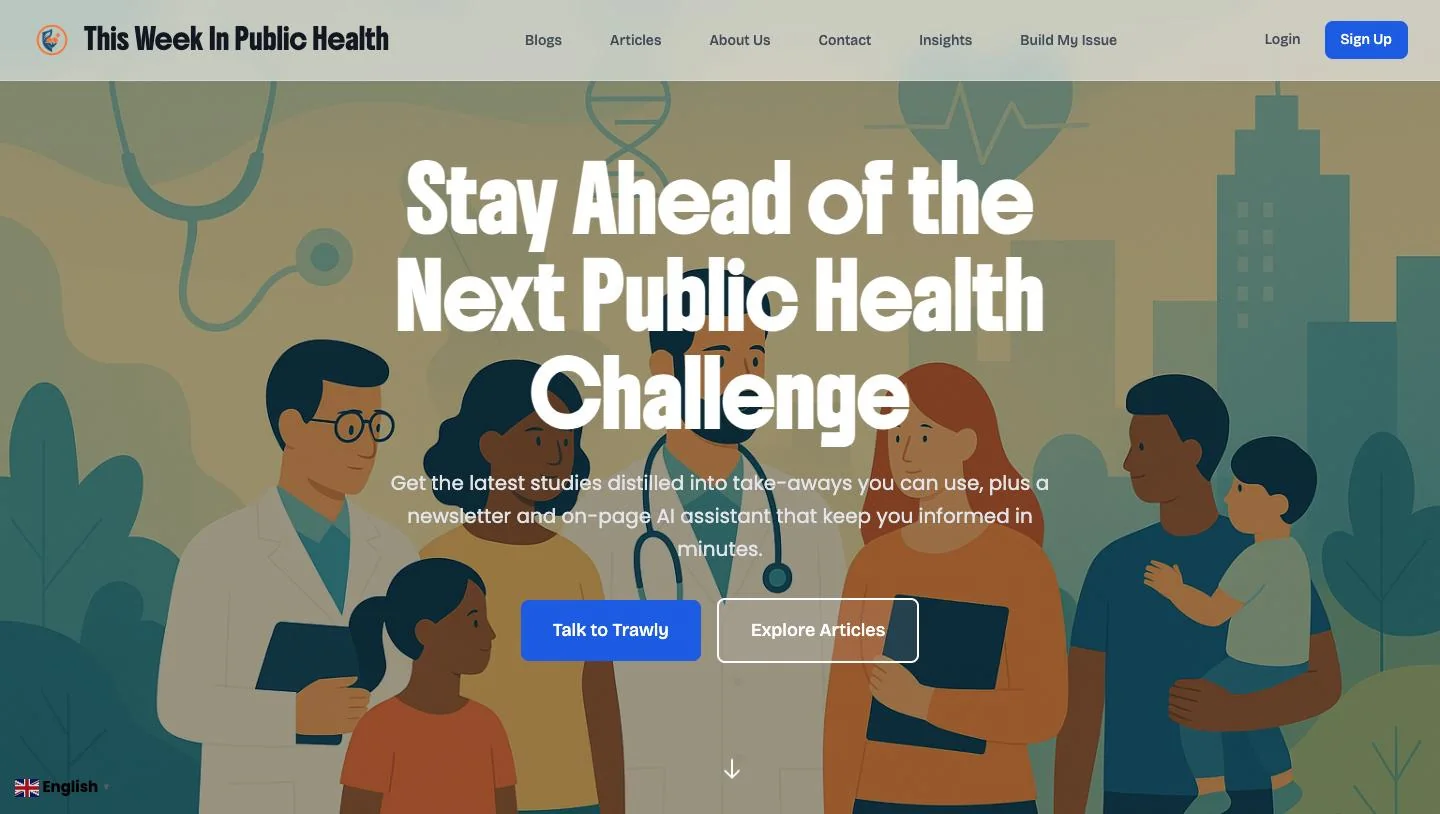 This Week In Public Health
Blogs
Articles
About Us
Contact
Insights
Build My Issue
Login
Sign Up
Stay Ahead of the
Next Public Health
Challenge
Get the latest studies distilled into take-aways you can use, plus a
newsletter and on-page AI assistant that keep you informed in
minutes.
Talk to Trawly
Explore Articles
English